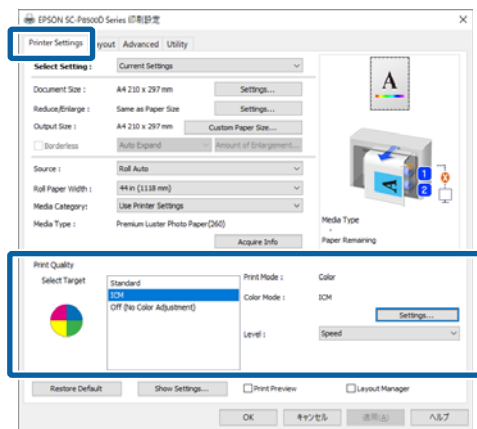 EPSON SC-P8500D Series 印刷設定
Printer Settings yout Advanced Utility
Select Setting : Current Settings
Document Size : A4 210 x 297 mm Settings...
Reduce/Enlarge : Same as Paper Size Settings...
Output Size : A4 210 x 297 mm Custom Paper Size...
Borderless Auto Expand Amount of Enlargement...
Source : Roll Auto
Roll Paper Width : 44 in (1118 mm)
Media Category: Use Printer Settings
Media Type : Premium Luster Photo Paper(260)
Acquire Info
A
1
2
Media Type
-
Paper Remaining
Print Quality
Select Target
Standard
ICM
Off (No Color Adjustment)
Print Mode : Color
Color Mode : ICM
Settings...
Level : Speed
Restore Default Show Settings... Print Preview Layout Manager
OK キャンセル 適用(A) ヘルプ